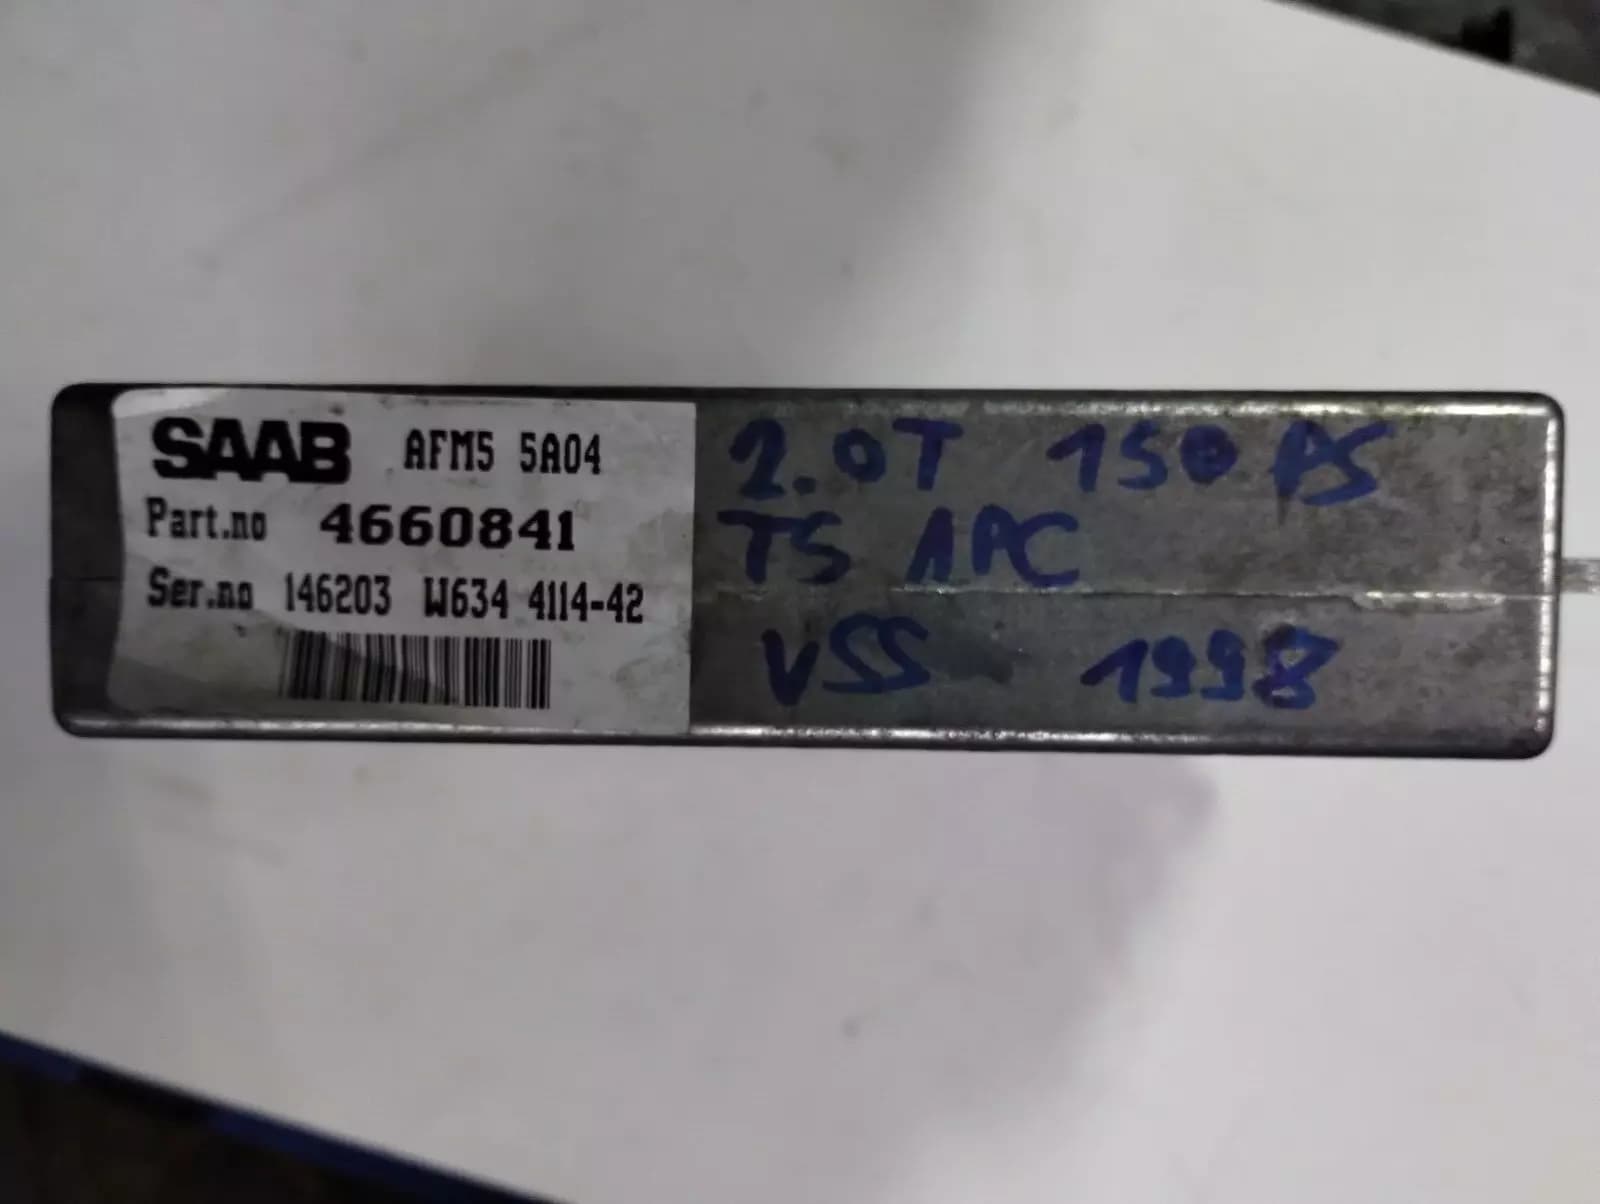 SAAB AFM5 5A04
Part.no 4660841
Ser.no 146203 W634 4114-42
2.0T 150 PS
T5 APC
VSS 1998